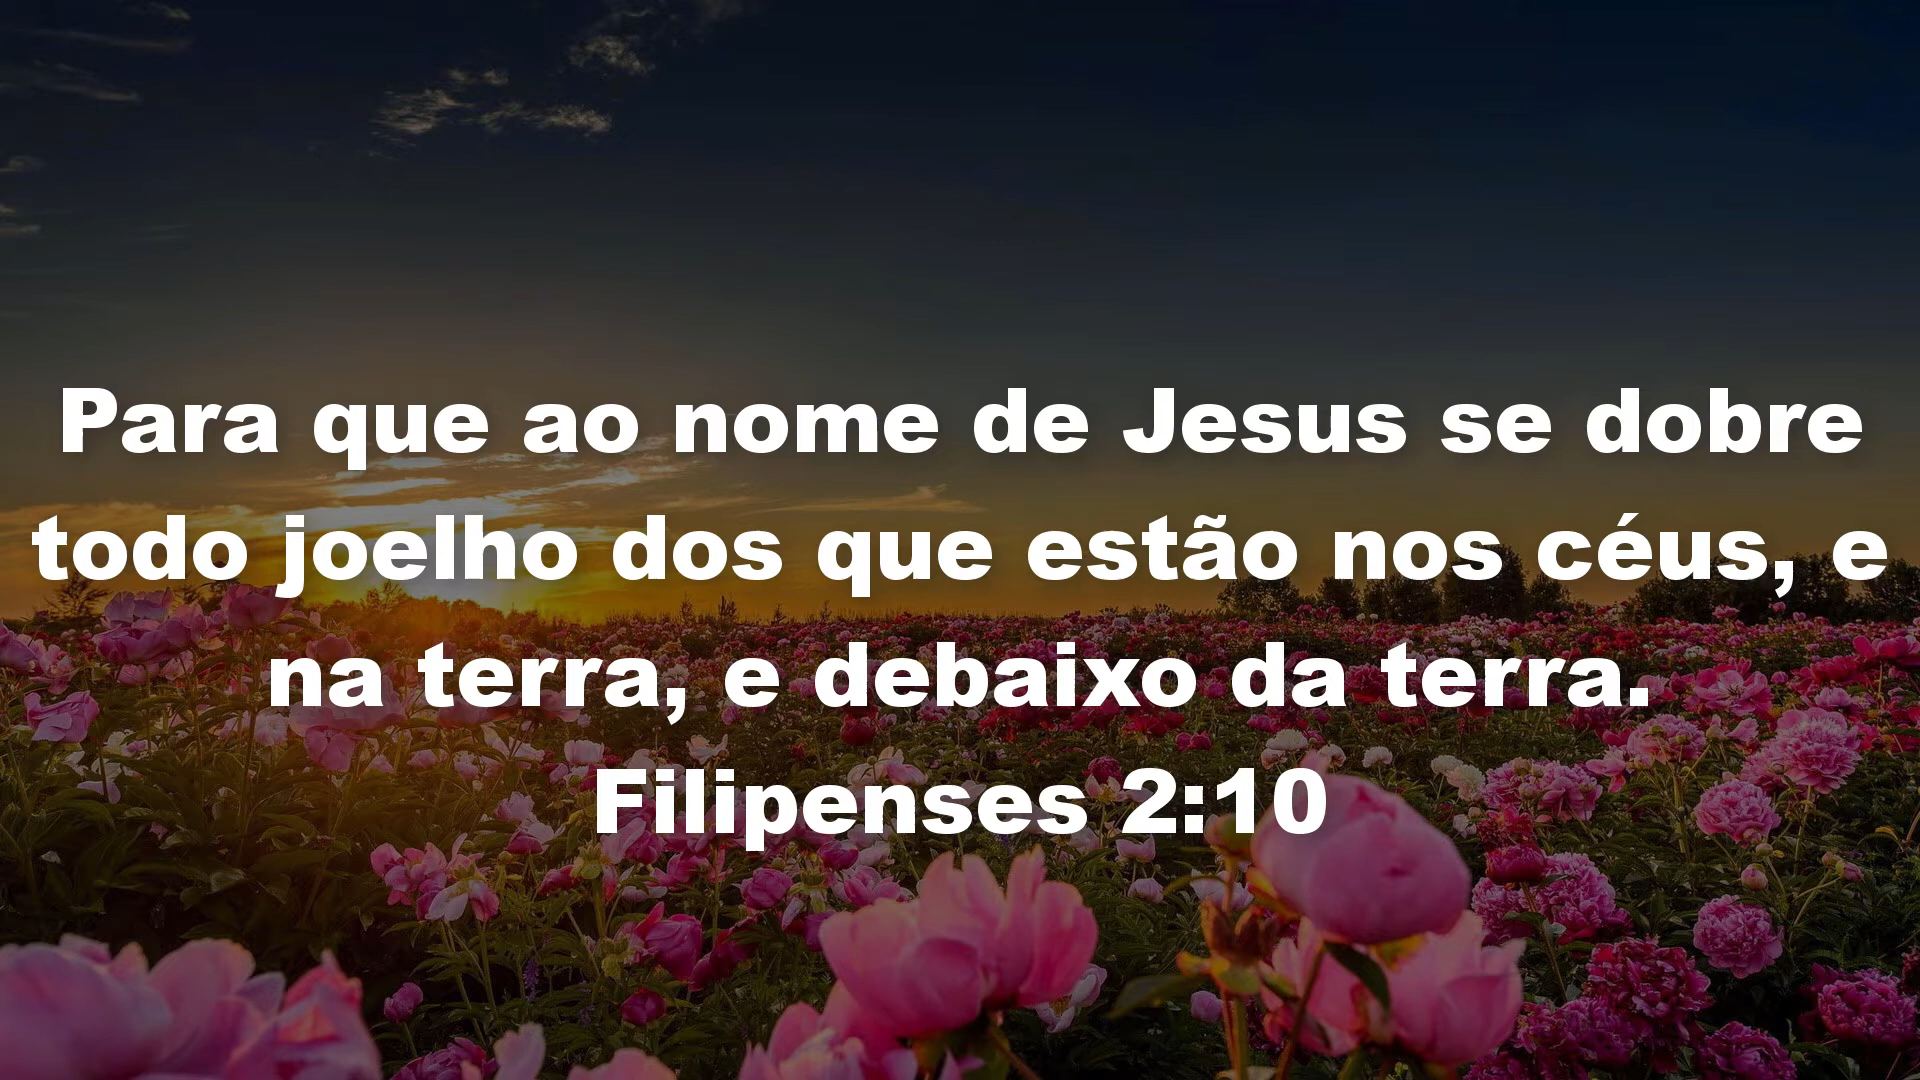 Para que ao nome de Jesus se dobre
todo joelho dos que estão nos céus, e
na terra, e debaixo da terra.
Filipenses 2:10